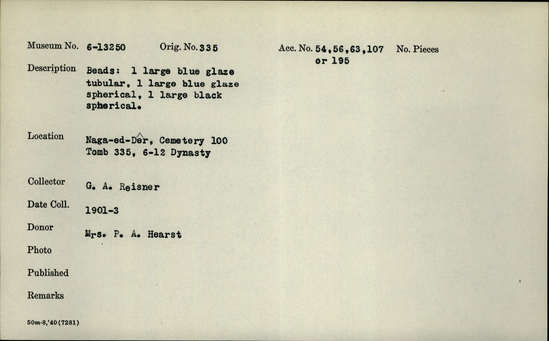 Museum No. 6-13250 Orig. No. 335 Acc. No. 54,56,63,107 No. Pieces
or 195
Description Beads: 1 large blue glaze
tubular, 1 large blue glaze
spherical, 1 large black
spherical.
Location Naga-ed-Dêr, Cemetery 100
Tomb 335, 6-12 Dynasty
Collector G. A. Reisner
Date Coll. 1901-3
Donor Mrs. P. A. Hearst
Photo
Published
Remarks
50m-8,'40(7281)